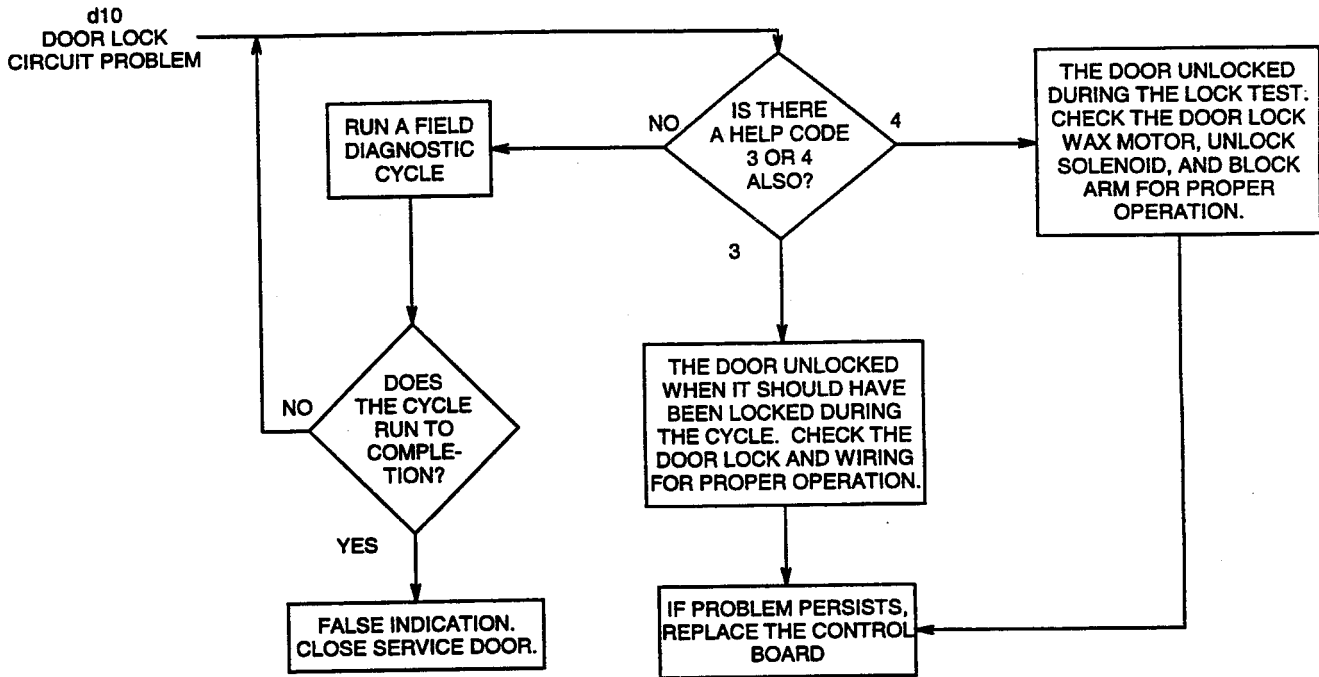 d10
DOOR LOCK
CIRCUIT PROBLEM
RUN A FIELD
DIAGNOSTIC
CYCLE
NO
IS THERE
A HELP CODE
3 OR 4
ALSO?
4
3
THE DOOR UNLOCKED
DURING THE LOCK TEST.
CHECK THE DOOR LOCK
WAX MOTOR, UNLOCK
SOLENOID, AND BLOCK
ARM FOR PROPER
OPERATION.
DOES
THE CYCLE
RUN TO
COMPLE-
TION?
NO
YES
THE DOOR UNLOCKED
WHEN IT SHOULD HAVE
BEEN LOCKED DURING
THE CYCLE. CHECK THE
DOOR LOCK AND WIRING
FOR PROPER OPERATION.
FALSE INDICATION.
CLOSE SERVICE DOOR.
IF PROBLEM PERSISTS,
REPLACE THE CONTROL
BOARD